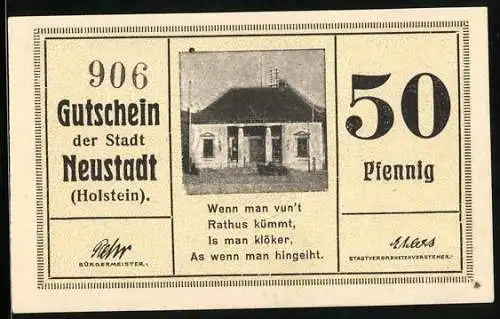 906
Gutschein
der Stadt
Neustadt
(Holstein).
Wenn man vun't
Rathus kümmt,
Is man klöker,
As wenn man hingeiht.
50
Pfennig
BÜRGERMEISTER.
Ehlers
STADTVERORDNETENVORSTEHER.